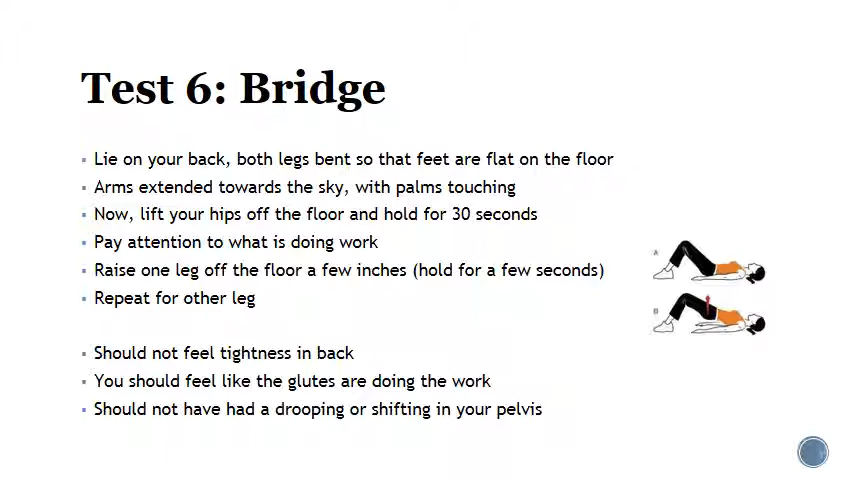 Test 6: Bridge
▪ Lie on your back, both legs bent so that feet are flat on the floor
▪ Arms extended towards the sky, with palms touching
▪ Now, lift your hips off the floor and hold for 30 seconds
▪ Pay attention to what is doing work
▪ Raise one leg off the floor a few inches (hold for a few seconds)
▪ Repeat for other leg
▪ Should not feel tightness in back
▪ You should feel like the glutes are doing the work
▪ Should not have had a drooping or shifting in your pelvis
A
B